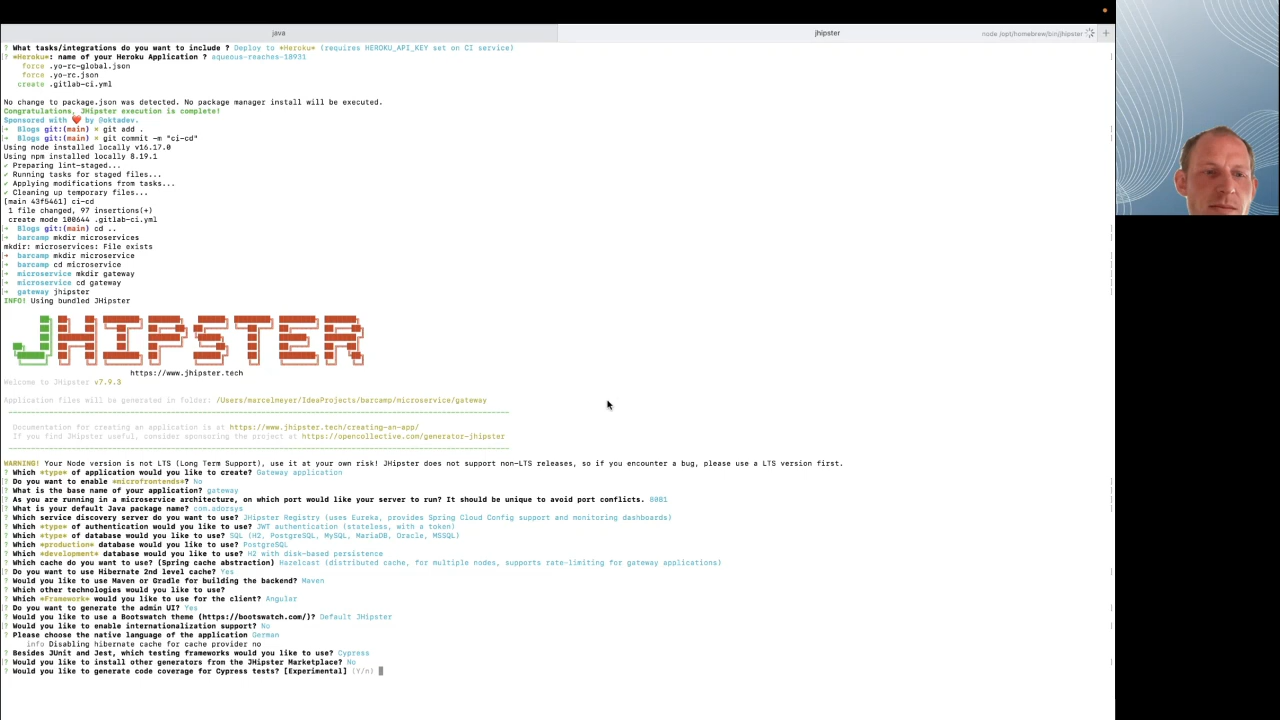 java
jhipster
node /opt/homebrew/bin/jhipster
? What tasks/integrations do you want to include ? Deploy to *Heroku* (requires HEROKU_API_KEY set on CI service)
? *Heroku*: name of your Heroku Application ? aqueous-reaches-18931
force .yo-rc-global.json
force .yo-rc.json
create .gitlab-ci.yml
No change to package.json was detected. No package manager install will be executed.
Congratulations, JHipster execution is complete!
Sponsored with ❤️ by @oktadev.
→ Blogs git:(main) × git add .
→ Blogs git:(main) × git commit -m "ci-cd"
Using node installed locally v16.17.0
Using npm installed locally 8.19.1
✓ Preparing lint-staged...
✓ Running tasks for staged files...
✓ Applying modifications from tasks...
✓ Cleaning up temporary files...
[main 43f5461] ci-cd
1 file changed, 97 insertions(+)
create mode 100644 .gitlab-ci.yml
→ Blogs git:(main) cd ..
→ barcamp mkdir microservices
mkdir: microservices: File exists
→ barcamp mkdir microservice
→ barcamp cd microservice
→ microservice mkdir gateway
→ microservice cd gateway
→ gateway jhipster
INFO! Using bundled JHipster
JHIPSTER
https://www.jhipster.tech
Welcome to JHipster v7.9.3
Application files will be generated in folder: /Users/marcelmeyer/IdeaProjects/barcamp/microservice/gateway
Documentation for creating an application is at https://www.jhipster.tech/creating-an-app/
If you find JHipster useful, consider sponsoring the project at https://opencollective.com/generator-jhipster
WARNING! Your Node version is not LTS (Long Term Support), use it at your own risk! JHipster does not support non-LTS releases, so if you encounter a bug, please use a LTS version first.
? Which *type* of application would you like to create? Gateway application
? Do you want to enable *microfrontends*? No
? What is the base name of your application? gateway
? As you are running in a microservice architecture, on which port would like your server to run? It should be unique to avoid port conflicts. 8081
? What is your default Java package name? com.adorsys
? Which service discovery server do you want to use? JHipster Registry (uses Eureka, provides Spring Cloud Config support and monitoring dashboards)
? Which *type* of authentication would you like to use? JWT authentication (stateless, with a token)
? Which *type* of database would you like to use? SQL (H2, PostgreSQL, MySQL, MariaDB, Oracle, MSSQL)
? Which *production* database would you like to use? PostgreSQL
? Which *development* database would you like to use? H2 with disk-based persistence
? Which cache do you want to use? (Spring cache abstraction) Hazelcast (distributed cache, for multiple nodes, supports rate-limiting for gateway applications)
? Do you want to use Hibernate 2nd level cache? Yes
? Would you like to use Maven or Gradle for building the backend? Maven
? Which other technologies would you like to use?
? Which *Framework* would you like to use for the client? Angular
? Do you want to generate the admin UI? Yes
? Would you like to use a Bootswatch theme (https://bootswatch.com/)? Default JHipster
? Would you like to enable internationalization support? No
? Please choose the native language of the application German
info Disabling hibernate cache for cache provider no
? Besides JUnit and Jest, which testing frameworks would you like to use? Cypress
? Would you like to install other generators from the JHipster Marketplace? No
? Would you like to generate code coverage for Cypress tests? [Experimental] (Y/n)